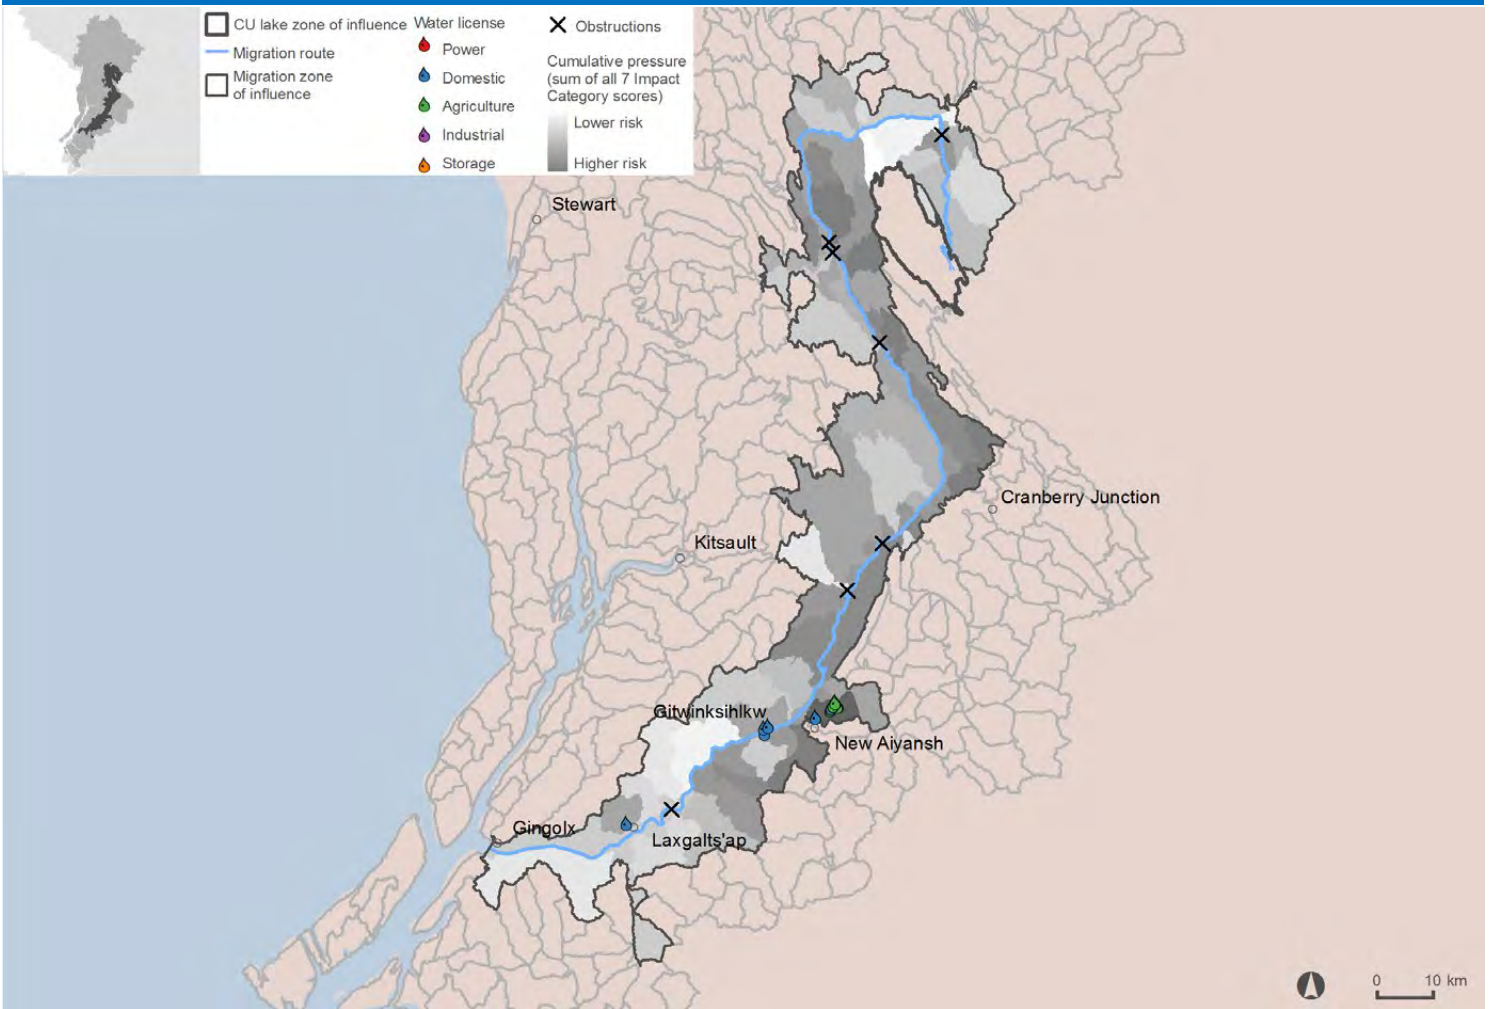 CU lake zone of influence
Migration route
Migration zone
of influence
Water license
Power
Domestic
Agriculture
Industrial
Storage
Obstructions
Cumulative pressure
(sum of all 7 Impact
Category scores)
Lower risk
Higher risk
Stewart
Cranberry Junction
Kitsault
Gitwinksihlkw
New Aiyansh
Gingolx
Laxgalts'ap
0 10 km